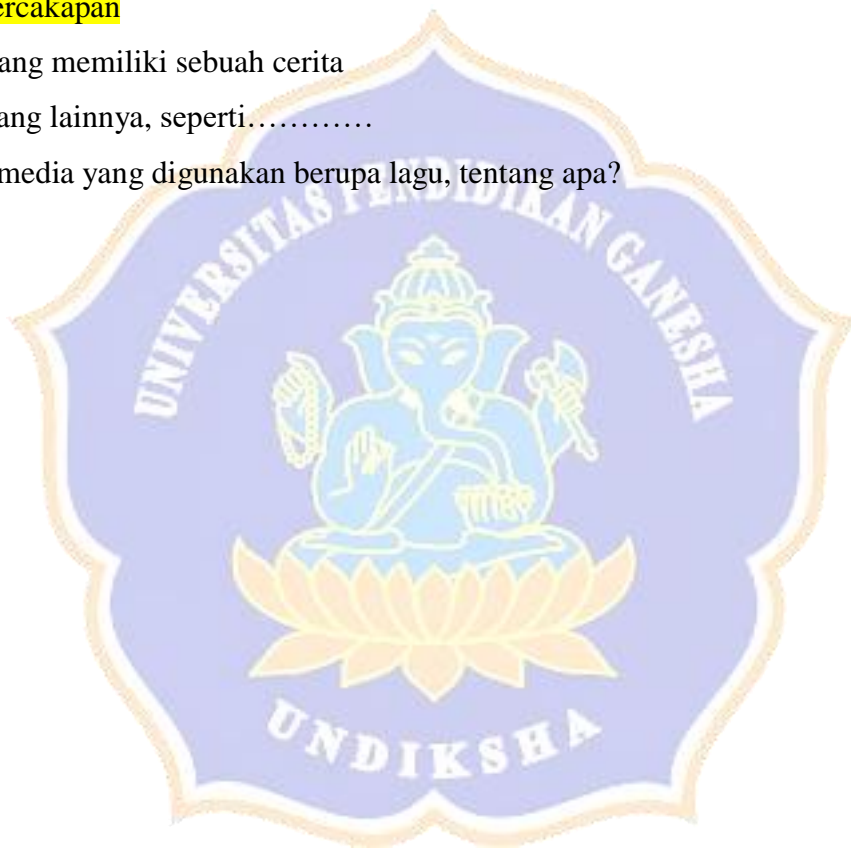 ercakapan
ang memiliki sebuah cerita
ang lainnya, seperti…………
media yang digunakan berupa lagu, tentang apa?
UNIVERSITAS PENDIDIKAN GANESHA
UNDIKSHA